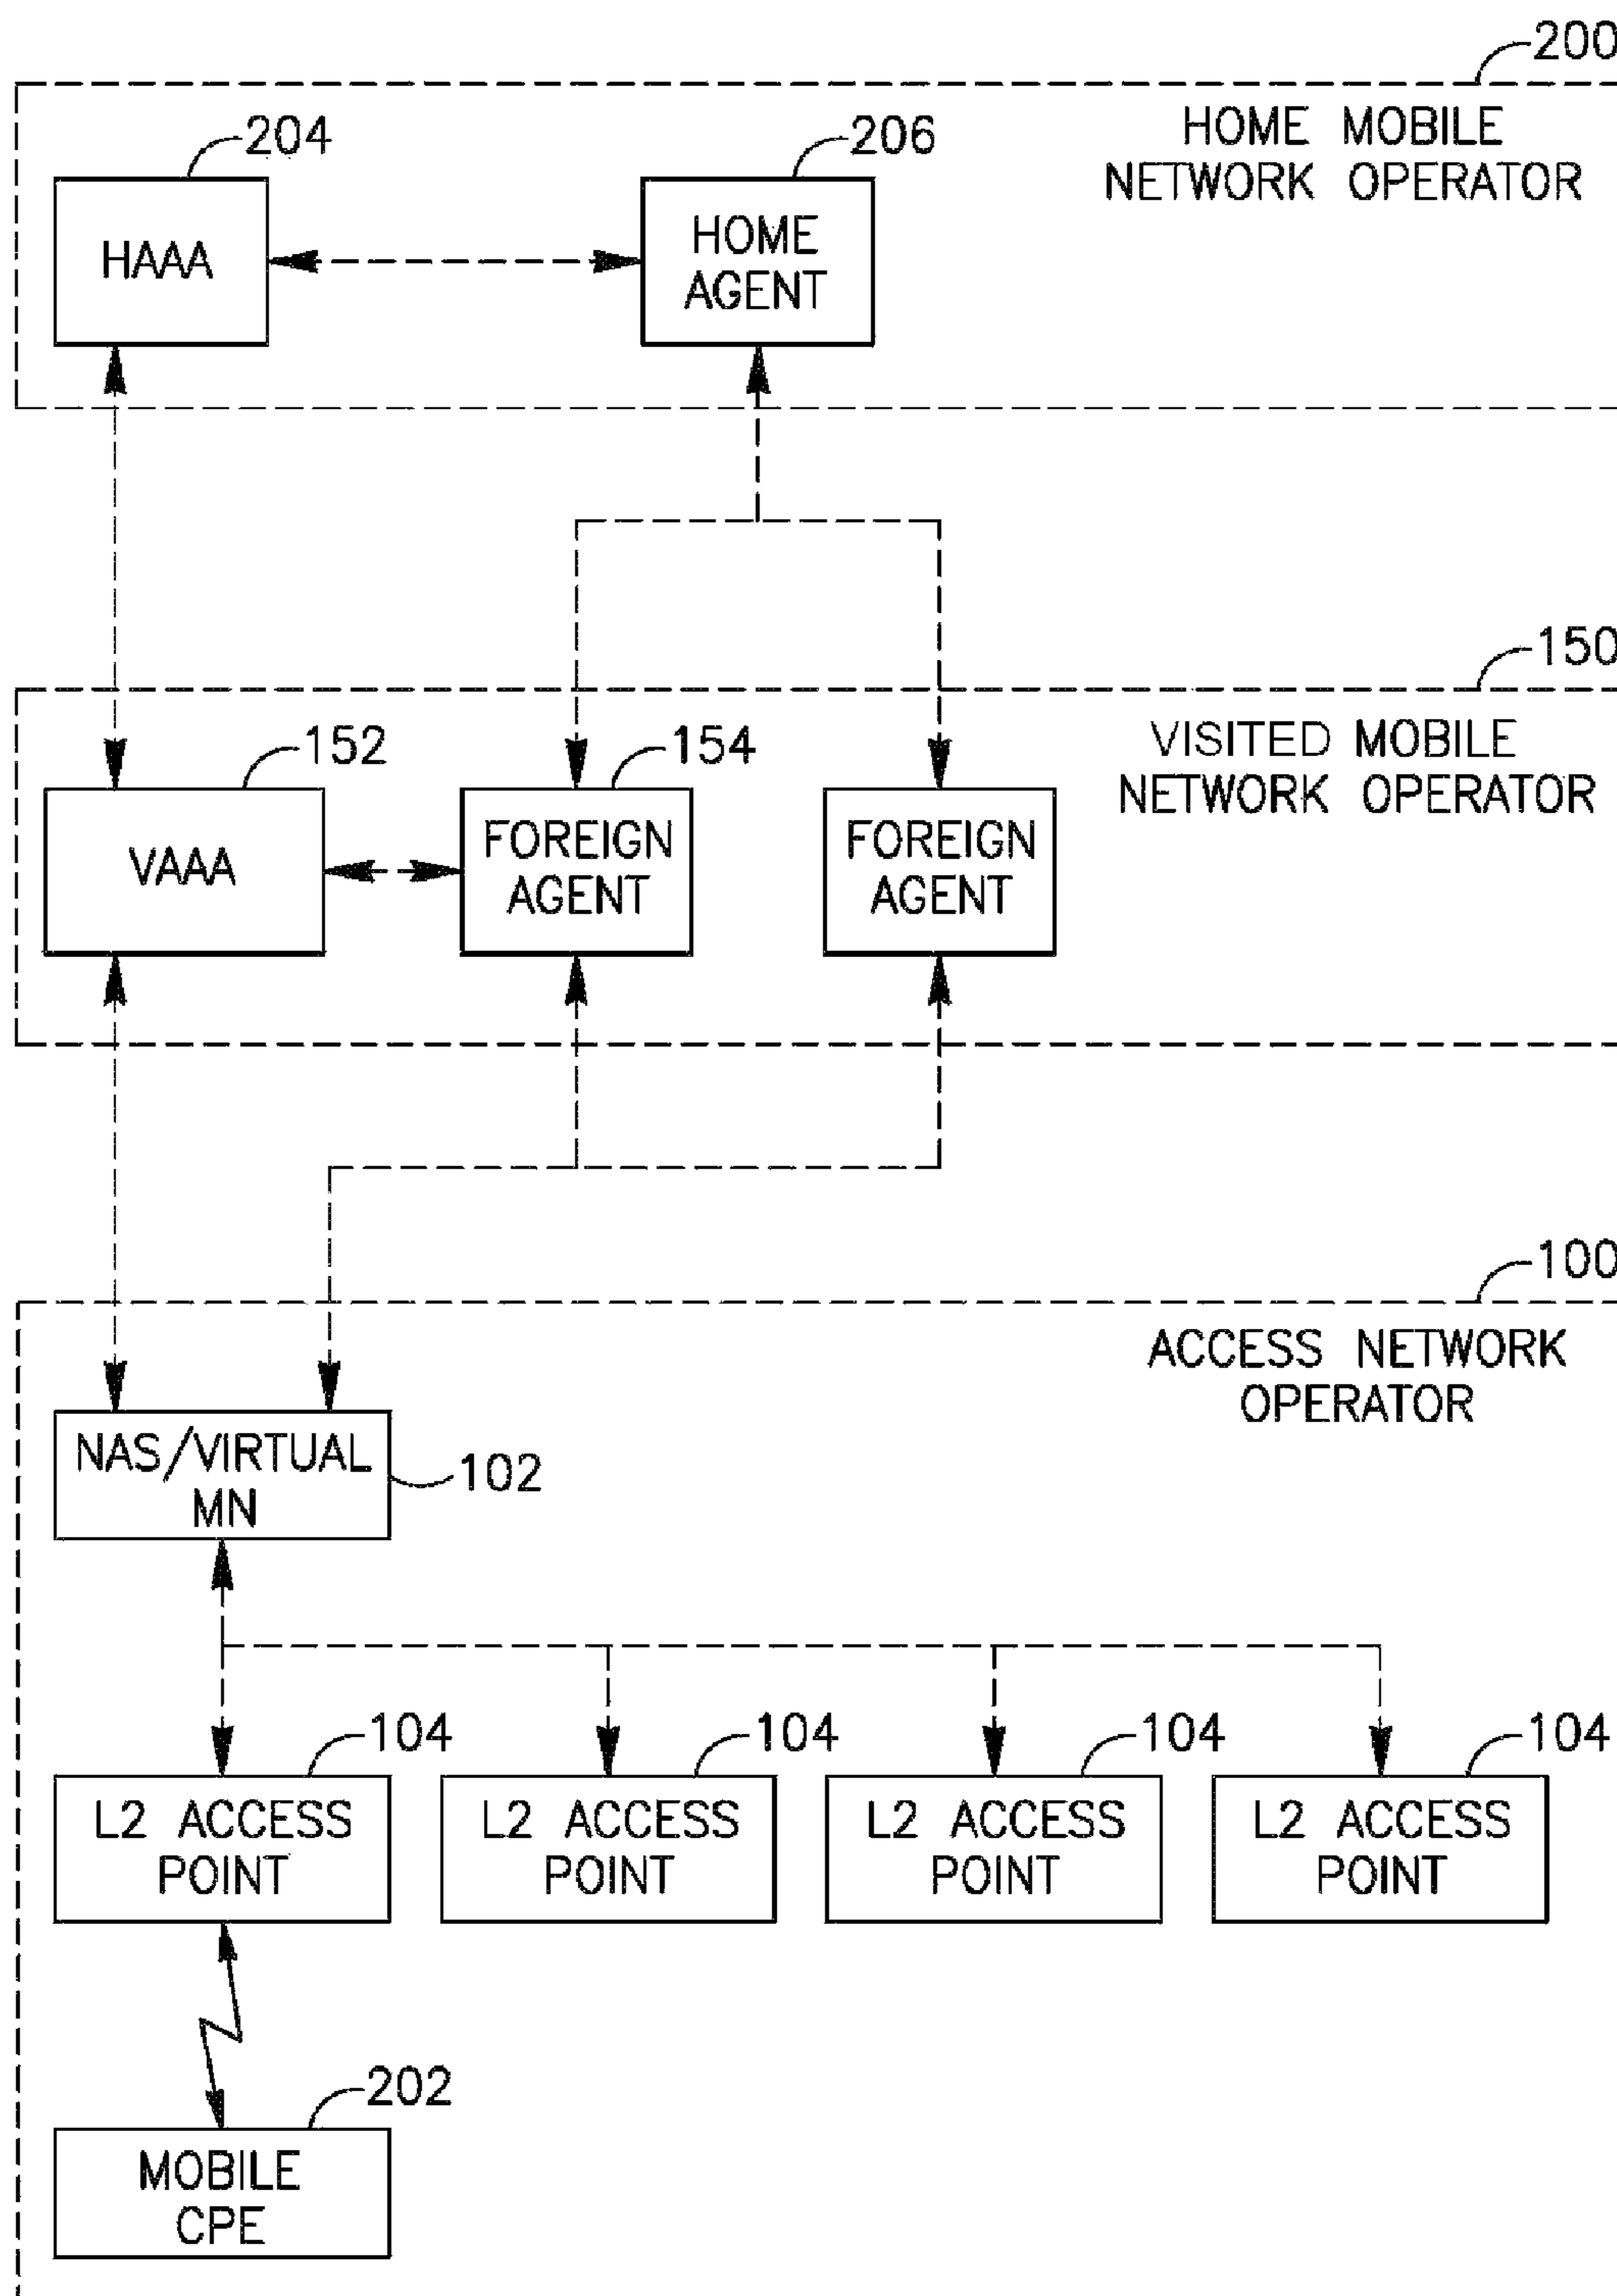 200
HOME MOBILE
NETWORK OPERATOR
204
206
HAAA
HOME
AGENT
150
VISITED MOBILE
NETWORK OPERATOR
152
154
VAAA
FOREIGN
AGENT
FOREIGN
AGENT
100
ACCESS NETWORK
OPERATOR
NAS/VIRTUAL
MN
102
104
104
104
104
L2 ACCESS
POINT
L2 ACCESS
POINT
L2 ACCESS
POINT
L2 ACCESS
POINT
202
MOBILE
CPE